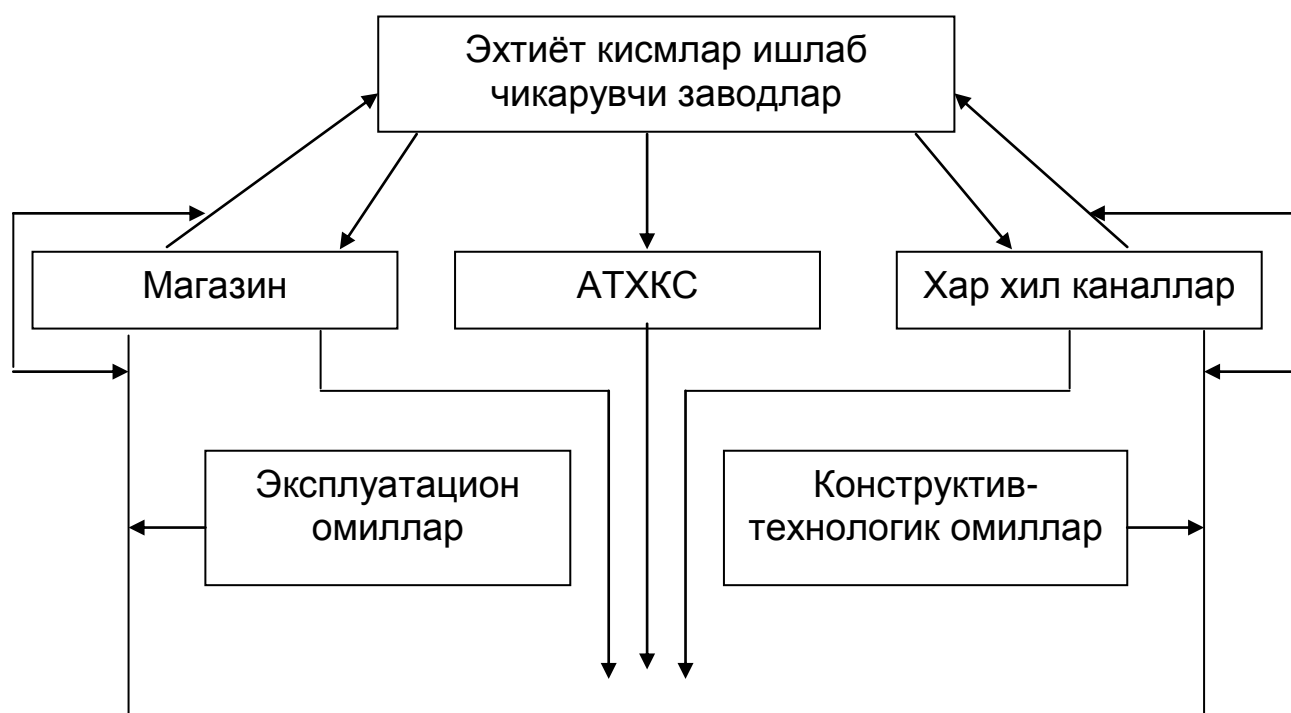 Эхтиёт кисмлар ишлаб
чикарувчи заводлар
Магазин
АТХКС
Хар хил каналлар
Эксплуатацион
омиллар
Конструктив-
технологик омиллар